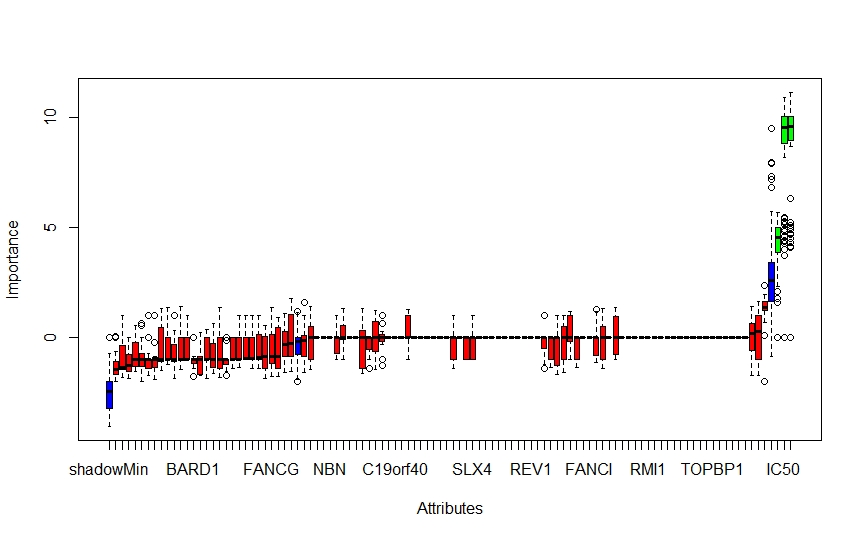 10
5
0
Importance
shadowMin BARD1 FANCG NBN C19orf40 SLX4 REV1 FANCI RMI1 TOPBP1 IC50
Attributes